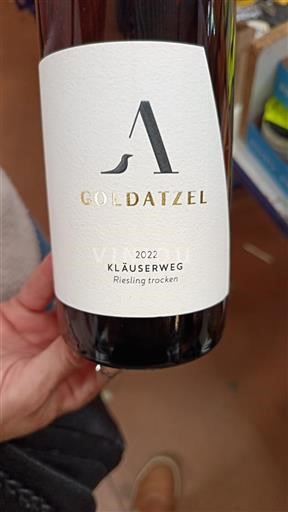 A
GOLDATZEL
2022
KLÄUSERWEG
Riesling trocken